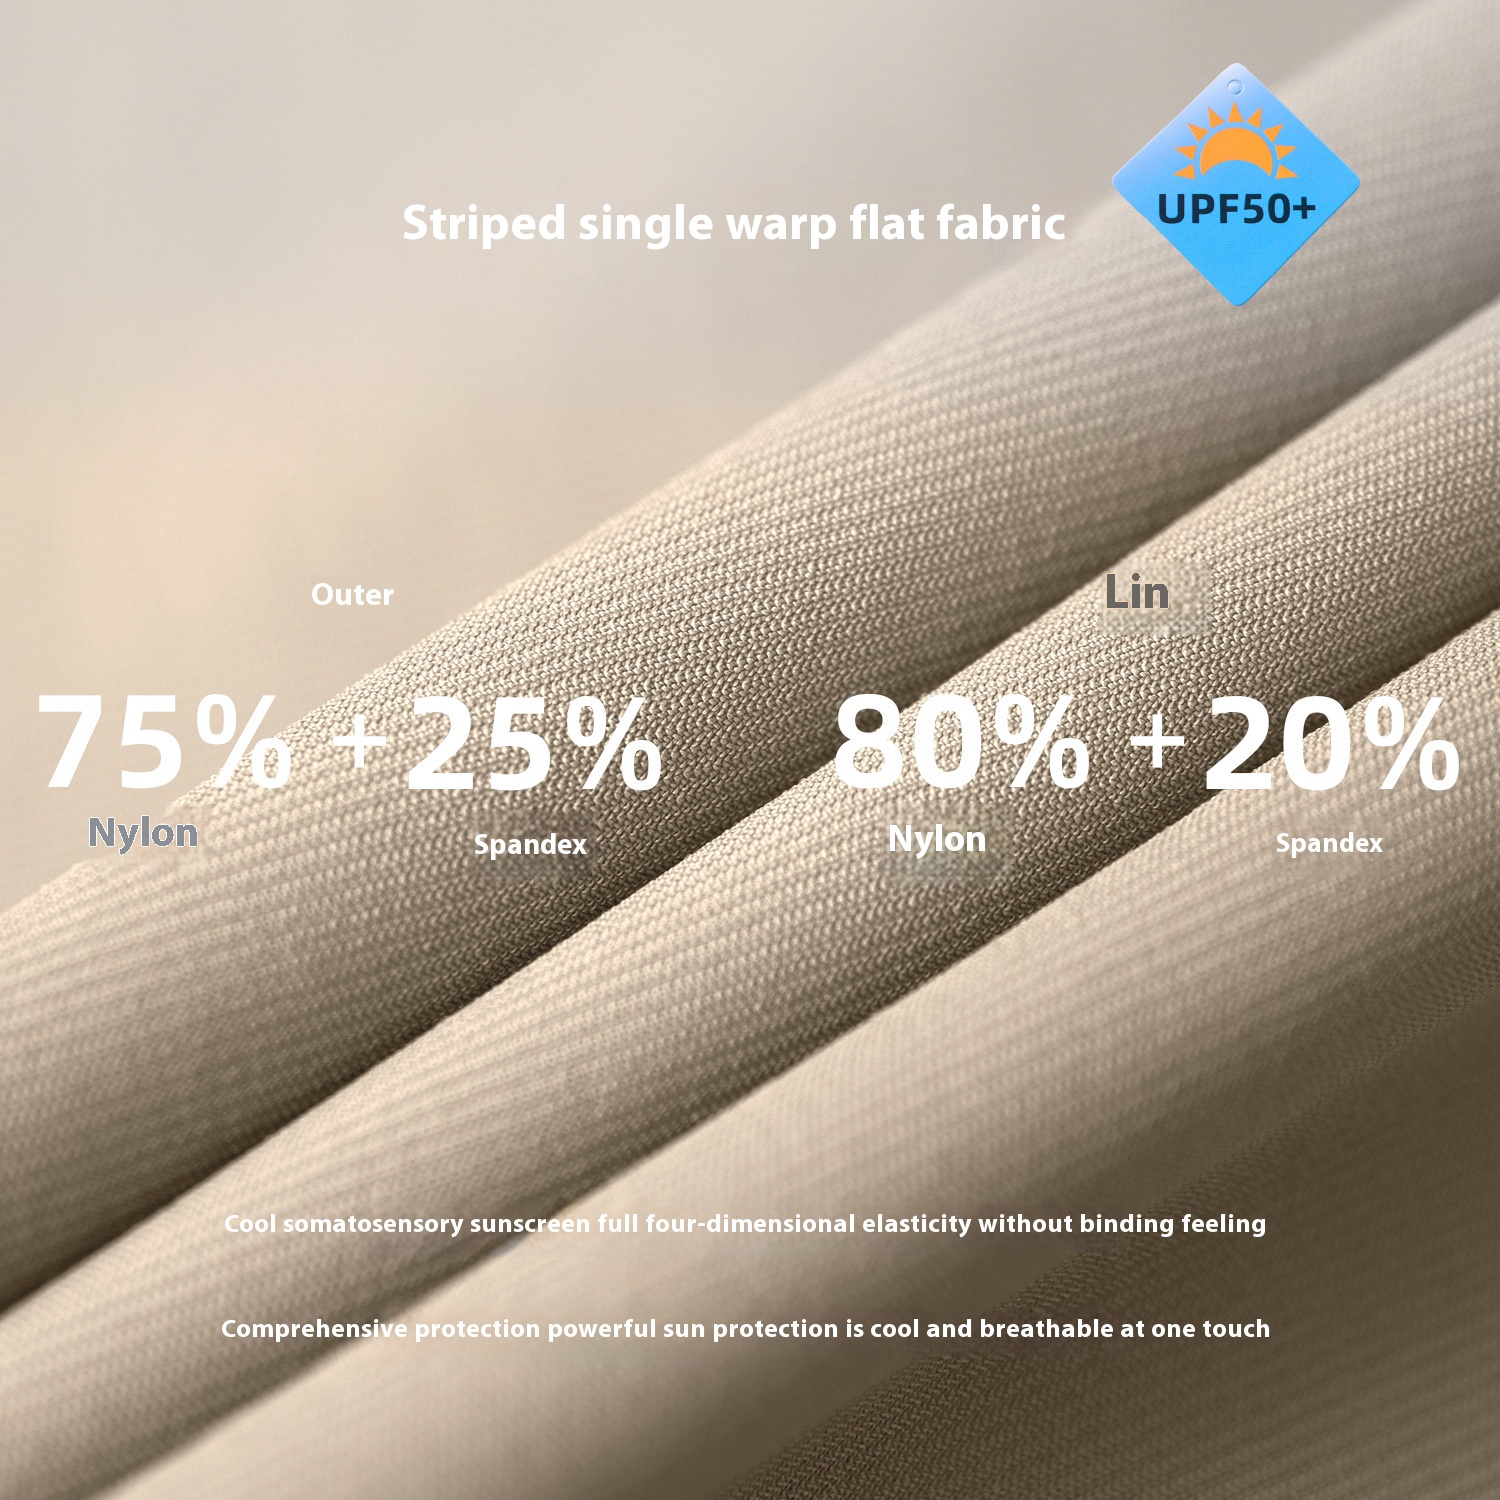 UPF50+
Striped single warp flat fabric
Outer
Lin
75% + 25%
80% + 20%
Nylon
Spandex
Nylon
Spandex
Cool somatosensory sunscreen full four-dimensional elasticity without binding feeling
Comprehensive protection powerful sun protection is cool and breathable at one touch